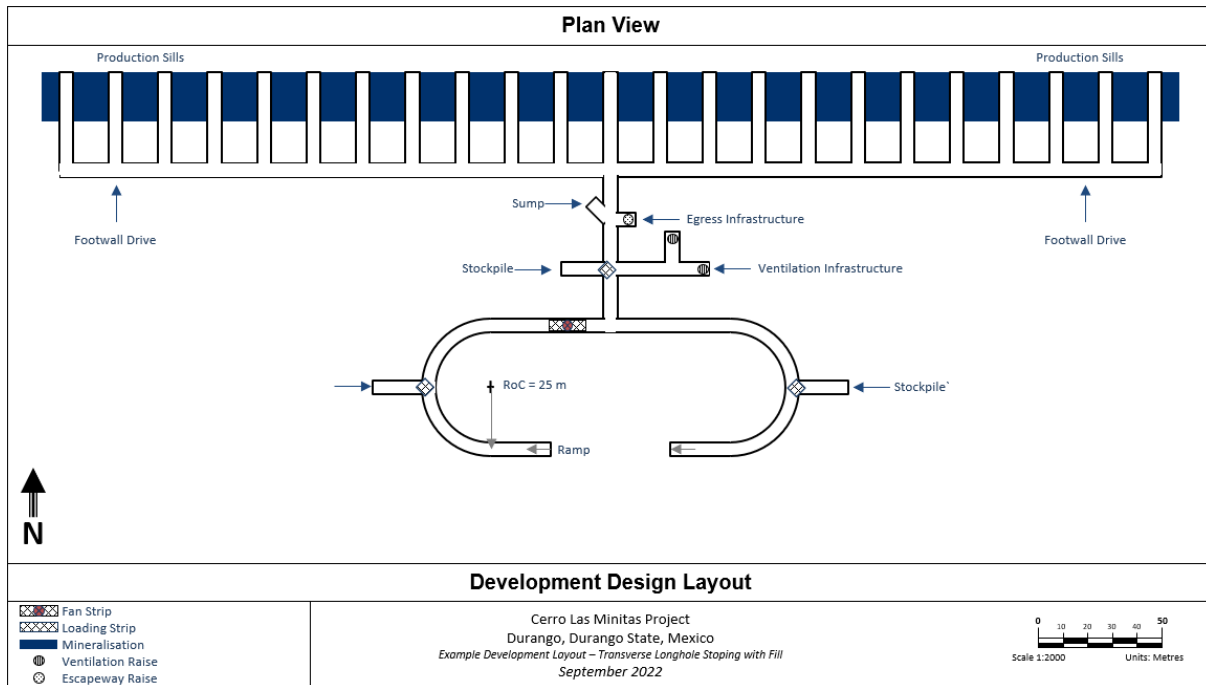 Plan View
Production Sills
Production Sills
Sump
Egress Infrastructure
Footwall Drive
Footwall Drive
Stockpile
Ventilation Infrastructure
RoC = 25 m
Stockpile`
Ramp
N
Development Design Layout
Fan Strip
Loading Strip
Mineralisation
Ventilation Raise
Escapeway Raise
Cerro Las Minitas Project
Durango, Durango State, Mexico
Example Development Layout – Transverse Longhole Stoping with Fill
September 2022
0 10 20 30 40 50
Scale 1:2000 Units: Metres